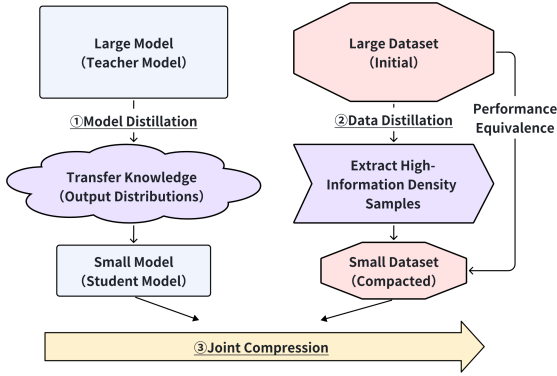 Large Model
（Teacher Model）
①Model Distillation
Transfer Knowledge
（Output Distributions）
Small Model
（Student Model）
Large Dataset
（Initial）
②Data Distillation
Extract High-
Information Density
Samples
Small Dataset
（Compacted）
Performance
Equivalence
③Joint Compression